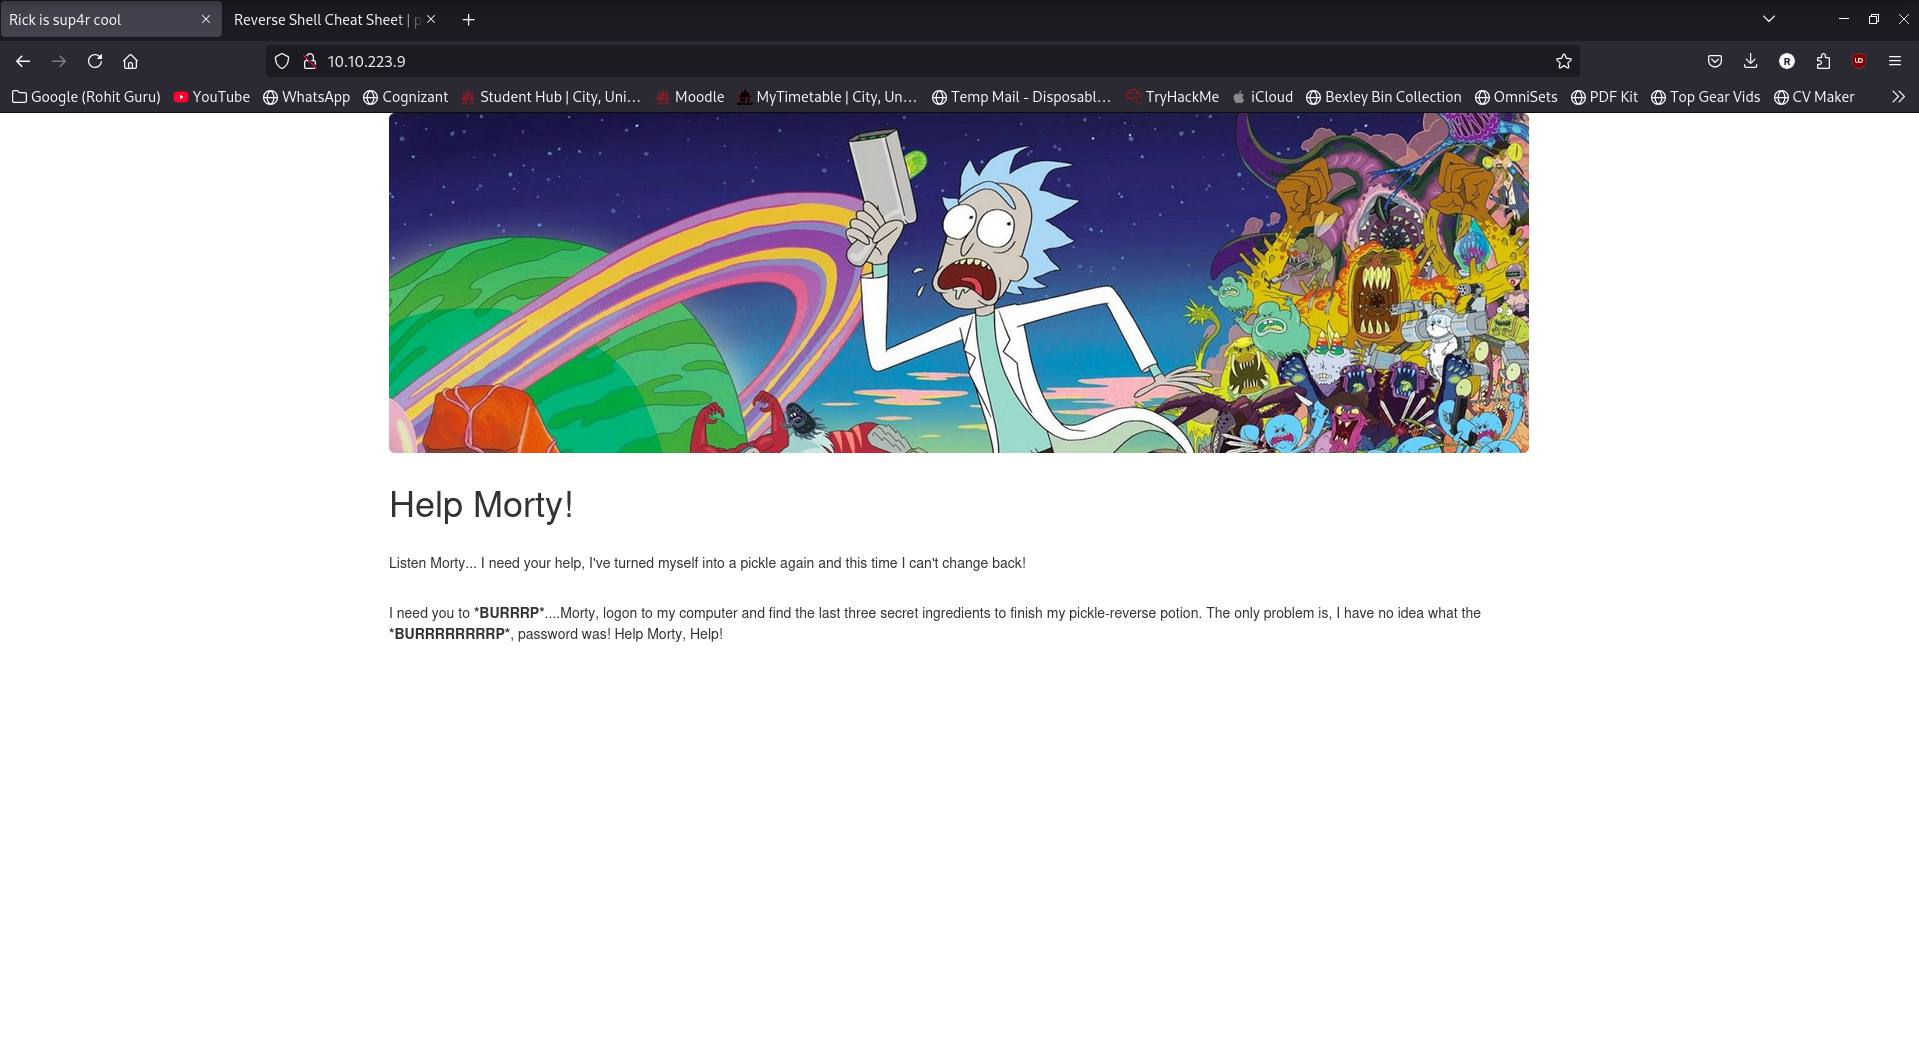 Rick is sup4r cool
Reverse Shell Cheat Sheet | p
10.10.223.9
Google (Rohit Guru) YouTube WhatsApp Cognizant Student Hub | City, Uni... Moodle MyTimetable | City, Un... Temp Mail - Disposabl... TryHackMe iCloud Bexley Bin Collection OmniSets PDF Kit Top Gear Vids CV Maker
Help Morty!
Listen Morty... I need your help, I've turned myself into a pickle again and this time I can't change back!
I need you to *BURRRP*....Morty, logon to my computer and find the last three secret ingredients to finish my pickle-reverse potion. The only problem is, I have no idea what the
*BURRRRRRRRP*, password was! Help Morty, Help!